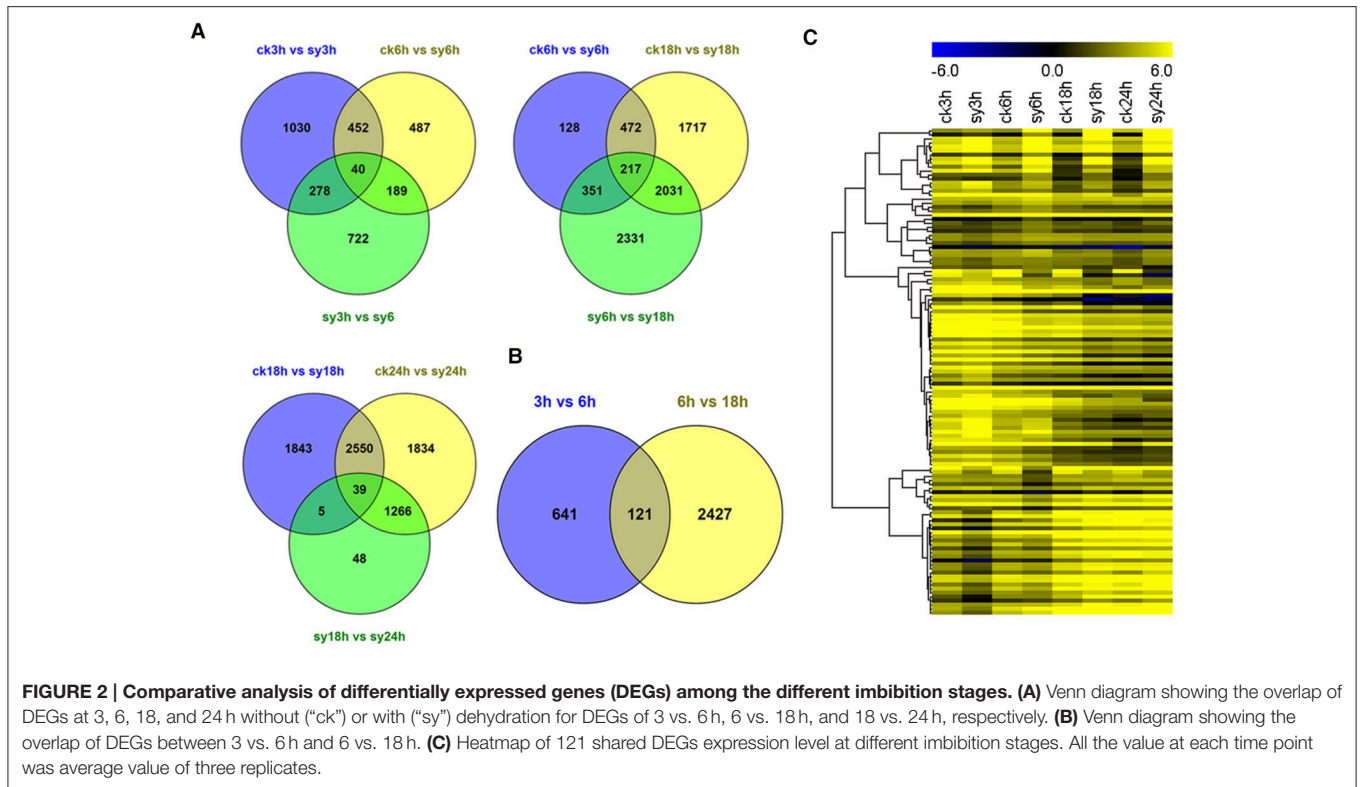 A
ck3h vs sy3h
ck6h vs sy6h
1030
452
487
40
278
189
722
sy3h vs sy6
ck6h vs sy6h
ck18h vs sy18h
128
472
1717
217
351
2031
2331
sy6h vs sy18h
ck18h vs sy18h
ck24h vs sy24h
1843
2550
1834
39
5
1266
48
sy18h vs sy24h
B
3h vs 6h
6h vs 18h
641
121
2427
C
-6.0 0.0 6.0
ck3h
sy3h
ck6h
sy6h
ck18h
sy18h
ck24h
sy24h
FIGURE 2 | Comparative analysis of differentially expressed genes (DEGs) among the different imbibition stages. (A) Venn diagram showing the overlap of
DEGs at 3, 6, 18, and 24 h without (“ck”) or with (“sy”) dehydration for DEGs of 3 vs. 6 h, 6 vs. 18 h, and 18 vs. 24 h, respectively. (B) Venn diagram showing the
overlap of DEGs between 3 vs. 6 h and 6 vs. 18 h. (C) Heatmap of 121 shared DEGs expression level at different imbibition stages. All the value at each time point
was average value of three replicates.